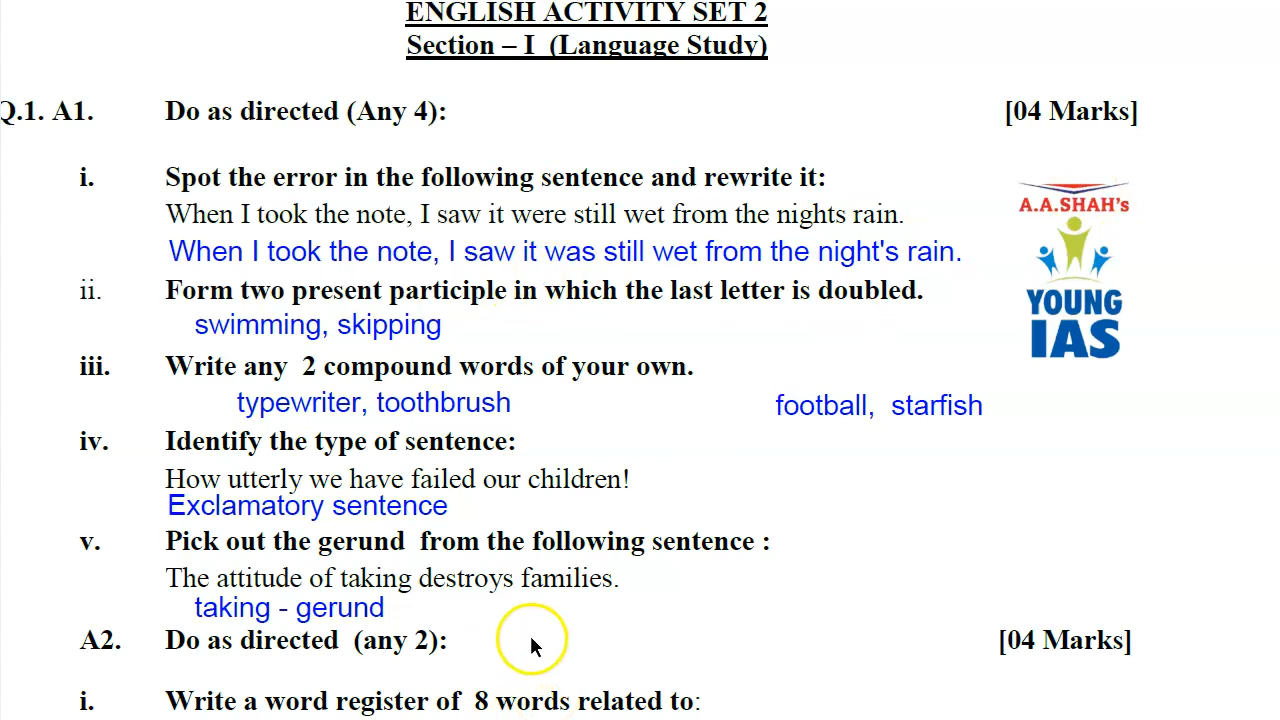 ENGLISH ACTIVITY SET 2
Section – I (Language Study)
Q.1. A1. Do as directed (Any 4): [04 Marks]
i. Spot the error in the following sentence and rewrite it:
When I took the note, I saw it were still wet from the nights rain.
When I took the note, I saw it was still wet from the night's rain.
ii. Form two present participle in which the last letter is doubled.
swimming, skipping
iii. Write any 2 compound words of your own.
typewriter, toothbrush football, starfish
iv. Identify the type of sentence:
How utterly we have failed our children!
Exclamatory sentence
v. Pick out the gerund from the following sentence :
The attitude of taking destroys families.
taking - gerund
A2. Do as directed (any 2): [04 Marks]
i. Write a word register of 8 words related to:
A.A.SHAH's
YOUNG
IAS